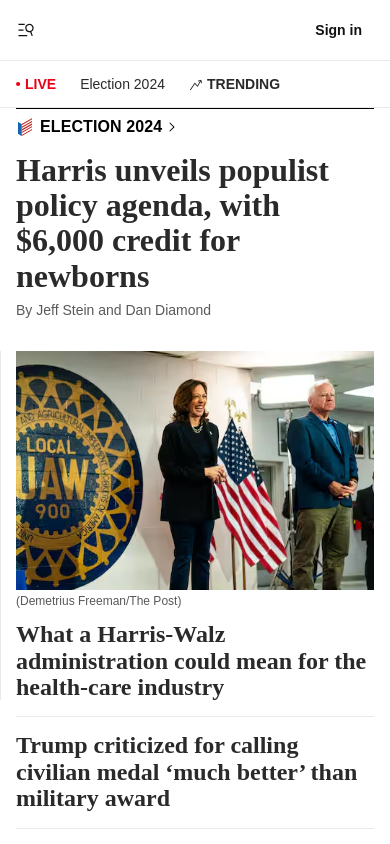 Sign in
LIVE
Election 2024
TRENDING
ELECTION 2024
Harris unveils populist
policy agenda, with
$6,000 credit for
newborns
By Jeff Stein and Dan Diamond
LOCAL
UAW
900
(Demetrius Freeman/The Post)
What a Harris-Walz
administration could mean for the
health-care industry
Trump criticized for calling
civilian medal ‘much better’ than
military award